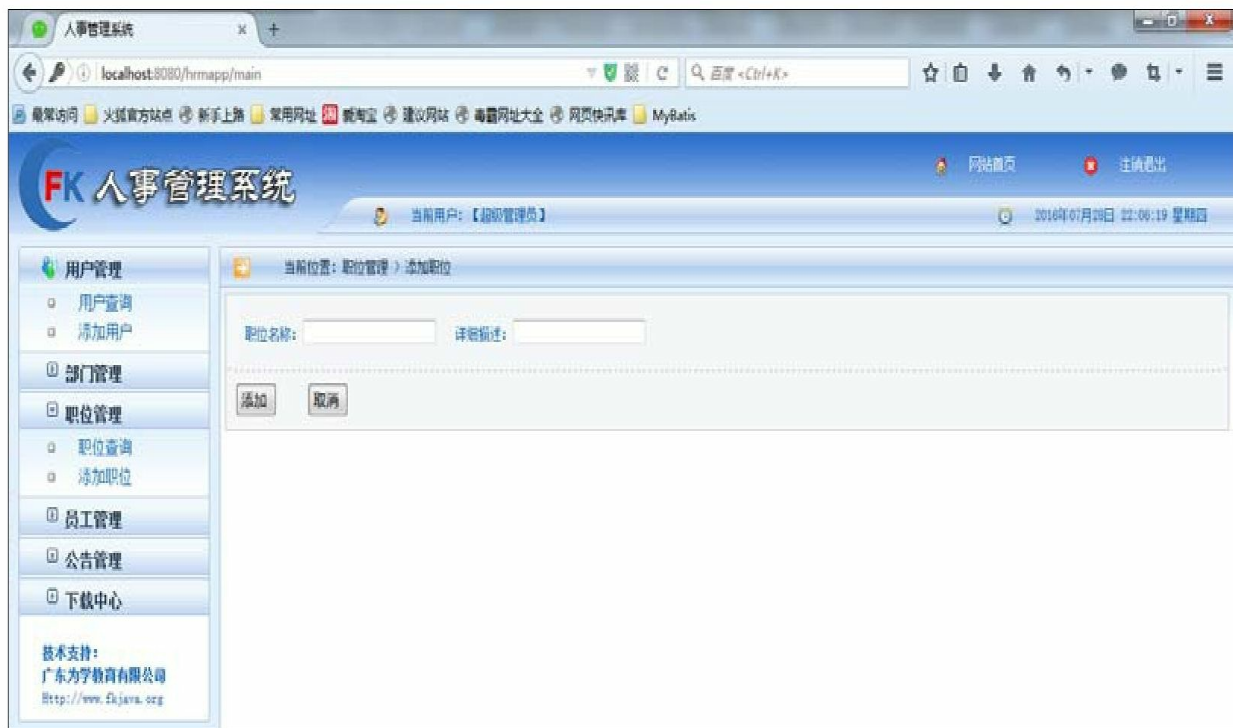 人事管理系统
localhost:8080/hrmapp/main
百度 <Ctrl+K>
最常访问 火狐官方站点 新手上路 常用网址 爱淘宝 建议网站 毒霸网址大全 网页快讯库 MyBatis
FK 人事管理系统
网站首页 注销退出
当前用户：【超级管理员】
2016年07月28日 22:06:19 星期四
用户管理
用户查询
添加用户
部门管理
职位管理
职位查询
添加职位
员工管理
公告管理
下载中心
技术支持：
广东为学教育有限公司
Http://www.fkjava.org
当前位置：职位管理 > 添加职位
职位名称： 详细描述：
添加 取消